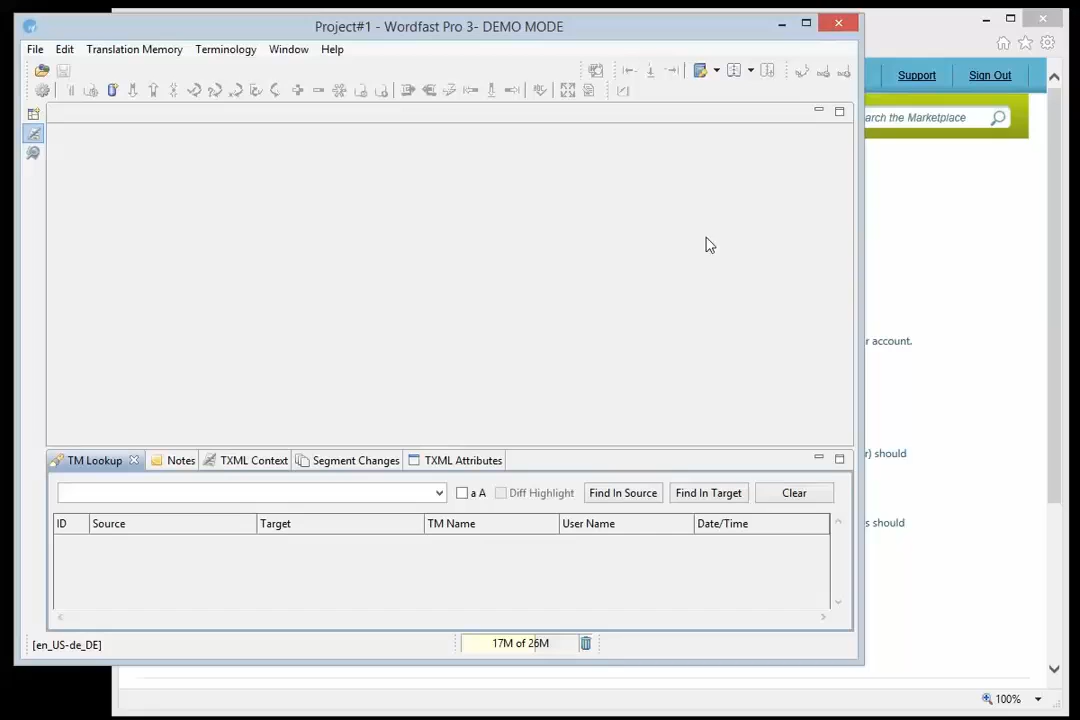 Project#1 - Wordfast Pro 3- DEMO MODE
File Edit Translation Memory Terminology Window Help
Support Sign Out
arch the Marketplace
r account.
r) should
s should
TM Lookup Notes TXML Context Segment Changes TXML Attributes
a A Diff Highlight Find In Source Find In Target Clear
ID Source Target TM Name User Name Date/Time
[en_US-de_DE] 17M of 26M
100%